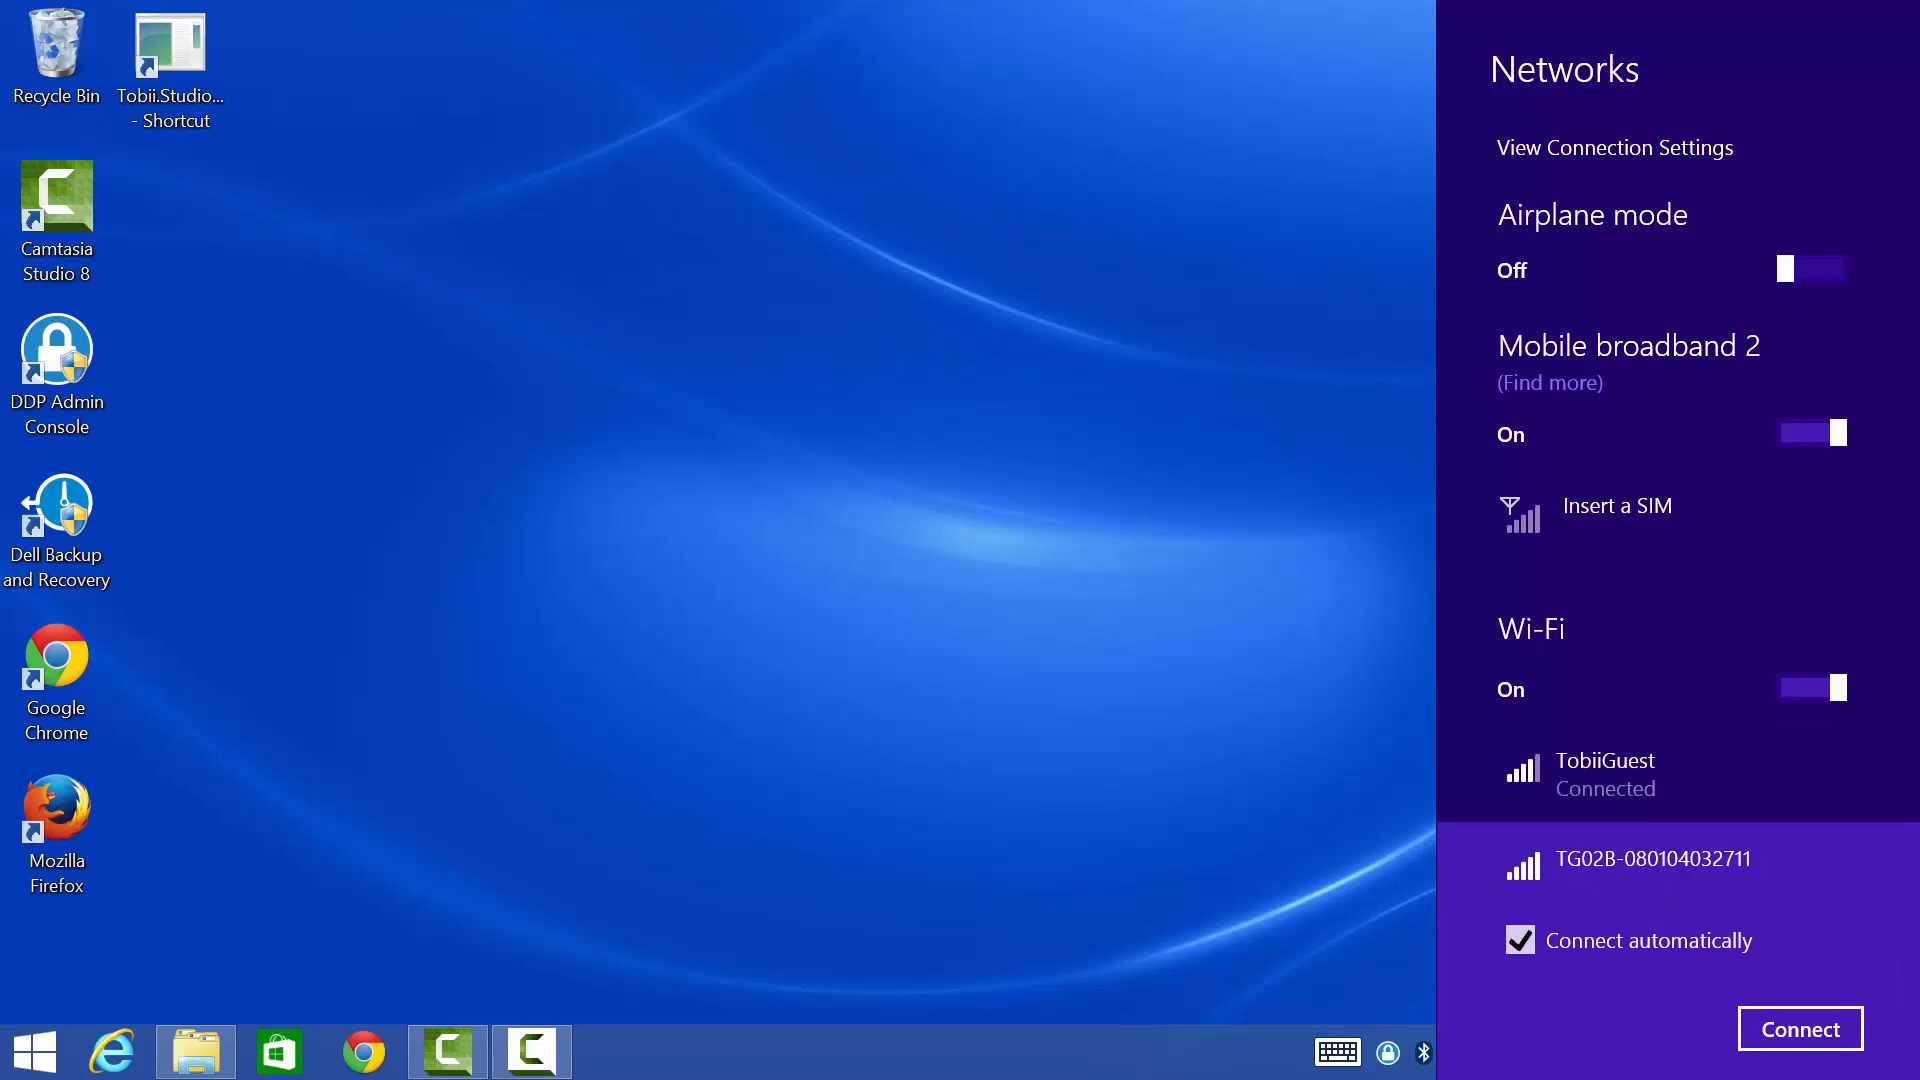 Recycle Bin
Tobii.Studio...
- Shortcut
Camtasia
Studio 8
DDP Admin
Console
Dell Backup
and Recovery
Google
Chrome
Mozilla
Firefox
Networks
View Connection Settings
Airplane mode
Off
Mobile broadband 2
(Find more)
On
Insert a SIM
Wi-Fi
On
TobiiGuest
Connected
TG02B-080104032711
Connect automatically
Connect